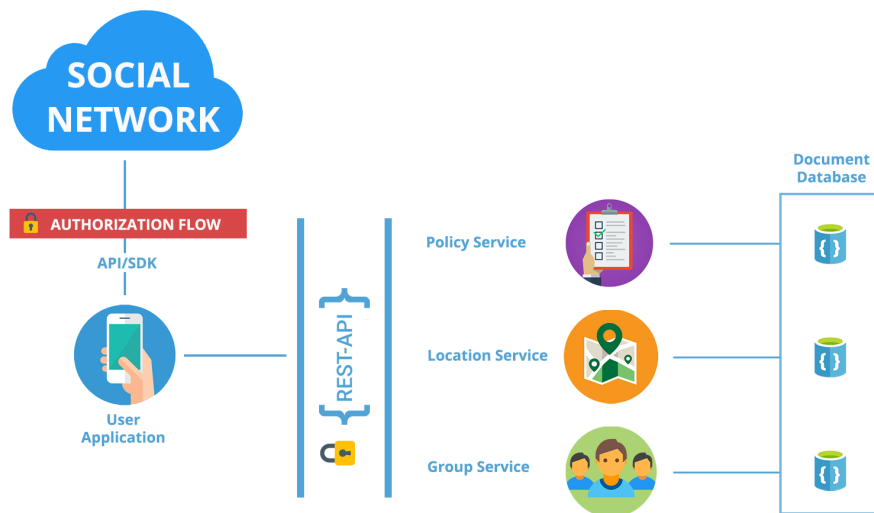 SOCIAL
NETWORK
AUTHORIZATION FLOW
API/SDK
User
Application
{REST-API}
Policy Service
Location Service
Group Service
Document
Database
{ }
{ }
{ }